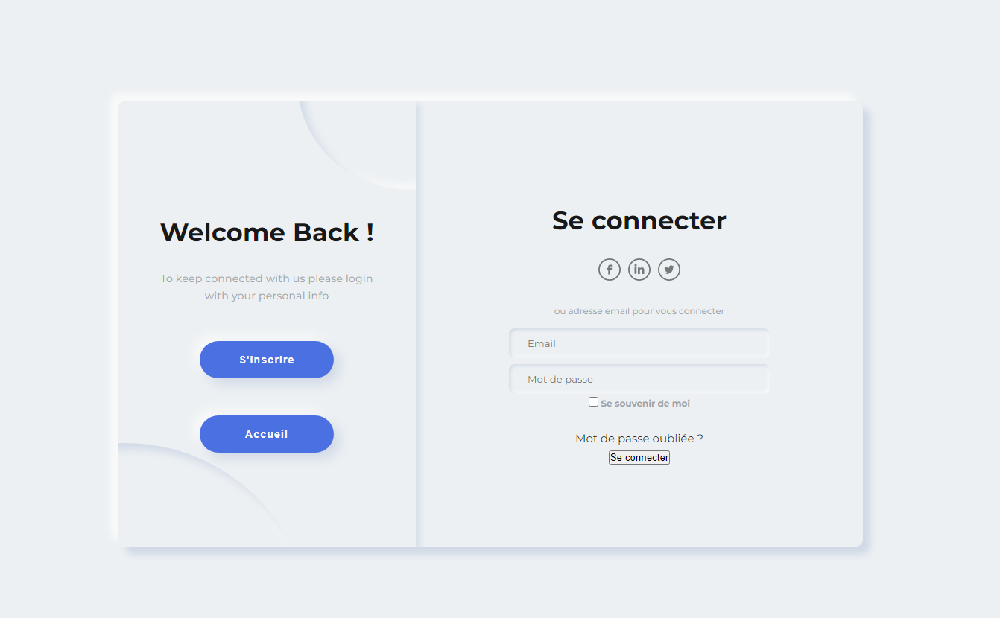 Welcome Back !
To keep connected with us please login
with your personal info
S'inscrire
Accueil
Se connecter
f
in
ou adresse email pour vous connecter
Email
Mot de passe
Se souvenir de moi
Mot de passe oubliée ?
Se connecter